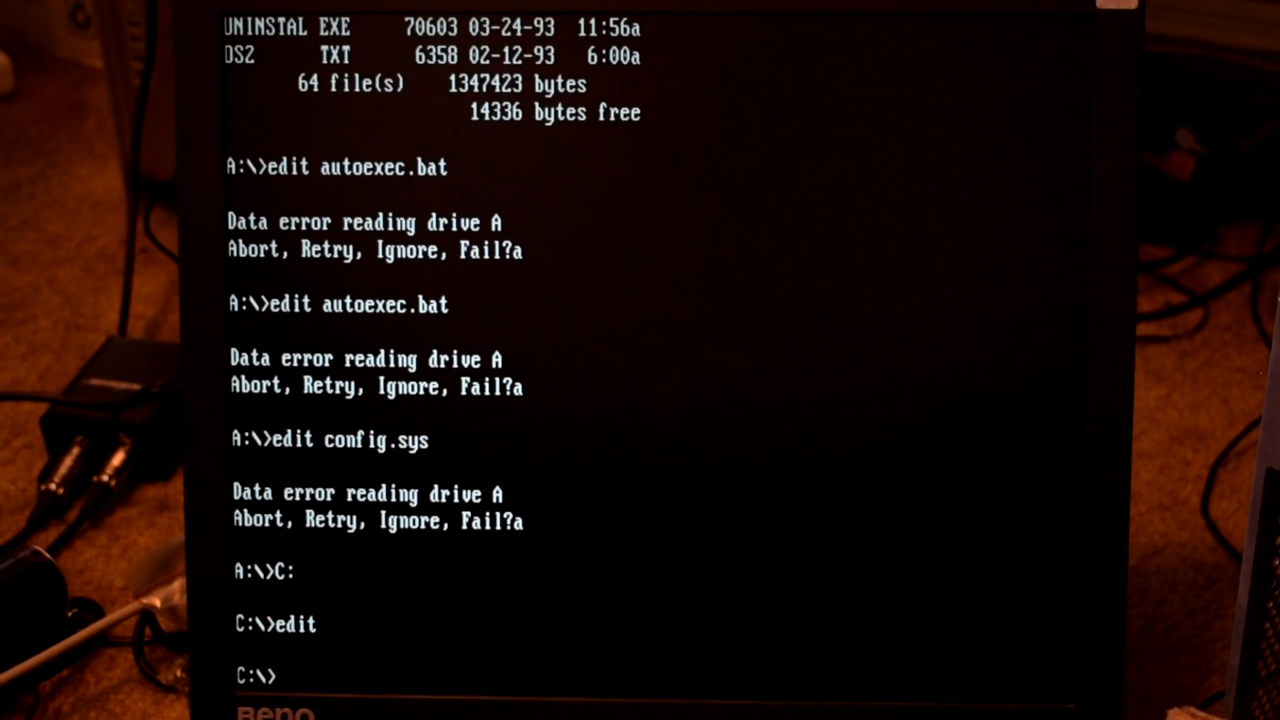 UNINSTAL EXE 70603 03-24-93 11:56a
OS2 TXT 6358 02-12-93 6:00a
64 file(s) 1347423 bytes
14336 bytes free
A:\>edit autoexec.bat
Data error reading drive A
Abort, Retry, Ignore, Fail?a
A:\>edit autoexec.bat
Data error reading drive A
Abort, Retry, Ignore, Fail?a
A:\>edit config.sys
Data error reading drive A
Abort, Retry, Ignore, Fail?a
A:\>C:
C:\>edit
C:\>
BenQ